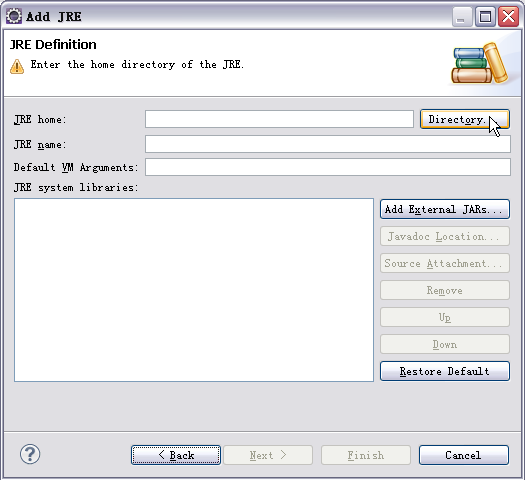 Add JRE
JRE Definition
Enter the home directory of the JRE.
JRE home:
Directory...
JRE name:
Default VM Arguments:
JRE system libraries:
Add External JARs...
Javadoc Location...
Source Attachment...
Remove
Up
Down
Restore Default
?
< Back
Next >
Finish
Cancel